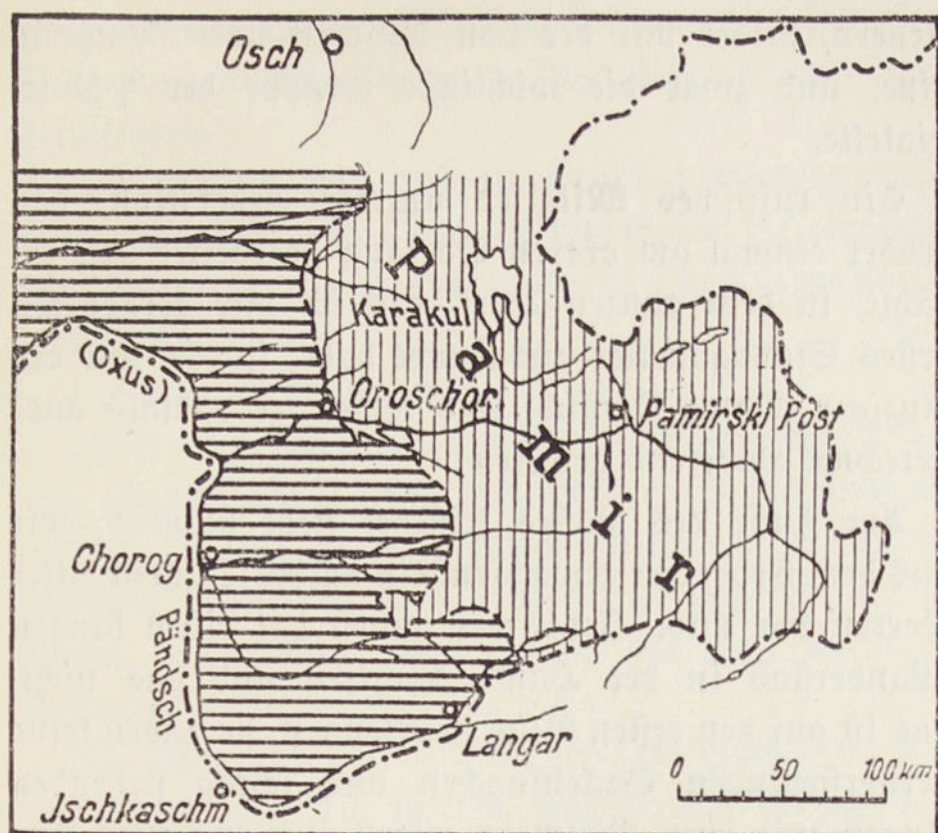 Osch
Pamir
Karakul
(Oxus)
Oroschor
Pamirski Post
Chorog
Pändsch
Langar
Jschkaschm
0 50 100 km